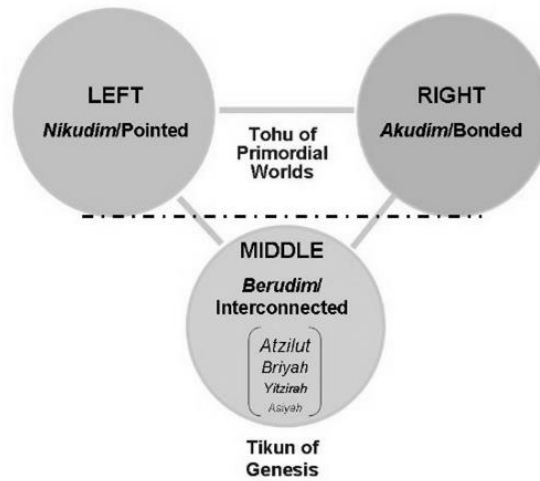 LEFT
Nikudim/Pointed
RIGHT
Akudim/Bonded
Tohu of
Primordial
Worlds
MIDDLE
Berudim/
Interconnected
Atzilut
Briyah
Yitzirah
Asiyah
Tikun of
Genesis